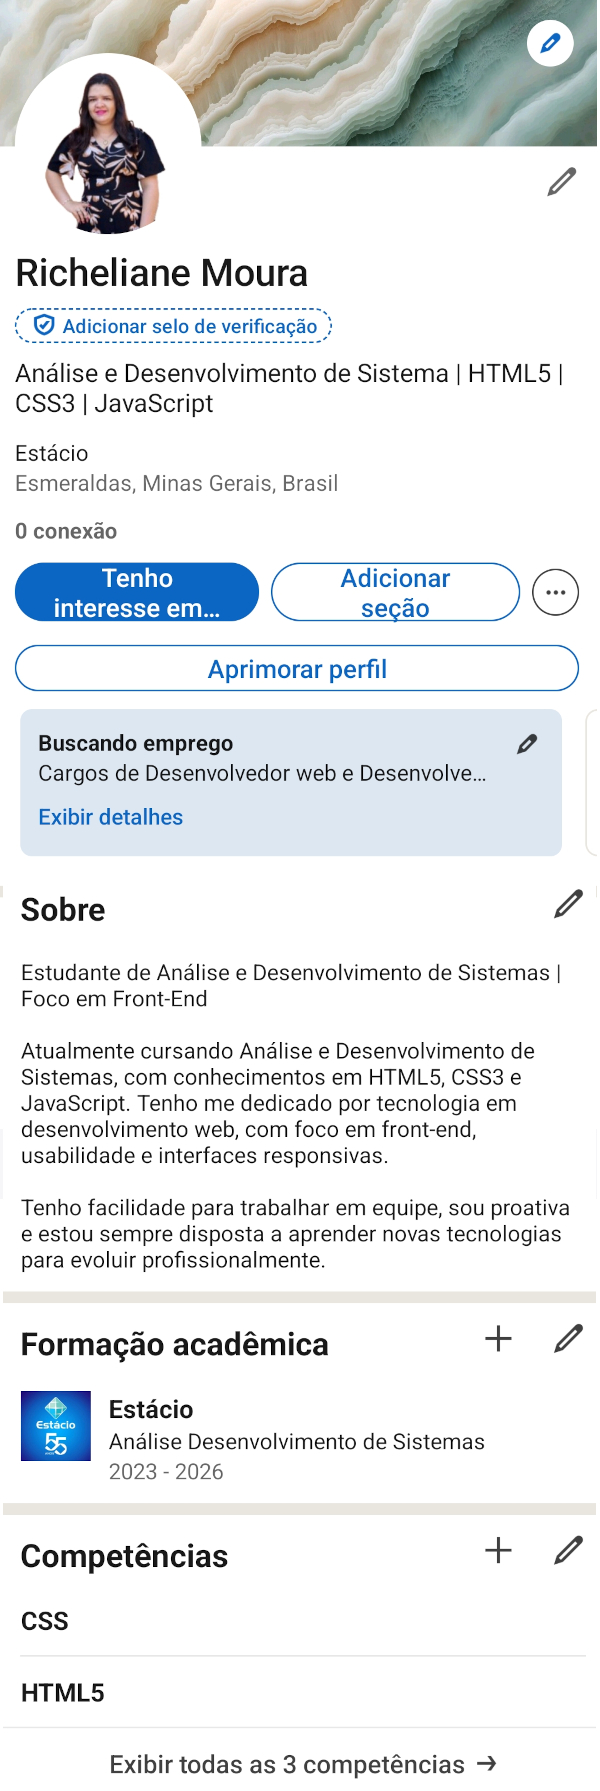 Richeliane Moura
Adicionar selo de verificação
Análise e Desenvolvimento de Sistema | HTML5 |
CSS3 | JavaScript
Estácio
Esmeraldas, Minas Gerais, Brasil
0 conexão
Tenho
interesse em...
Adicionar
seção
Aprimorar perfil
Buscando emprego
Cargos de Desenvolvedor web e Desenvolve...
Exibir detalhes
Sobre
Estudante de Análise e Desenvolvimento de Sistemas |
Foco em Front-End
Atualmente cursando Análise e Desenvolvimento de
Sistemas, com conhecimentos em HTML5, CSS3 e
JavaScript. Tenho me dedicado por tecnologia em
desenvolvimento web, com foco em front-end,
usabilidade e interfaces responsivas.
Tenho facilidade para trabalhar em equipe, sou proativa
e estou sempre disposta a aprender novas tecnologias
para evoluir profissionalmente.
Formação acadêmica
Estácio
55
Estácio
Análise Desenvolvimento de Sistemas
2023 - 2026
Competências
CSS
HTML5
Exibir todas as 3 competências →